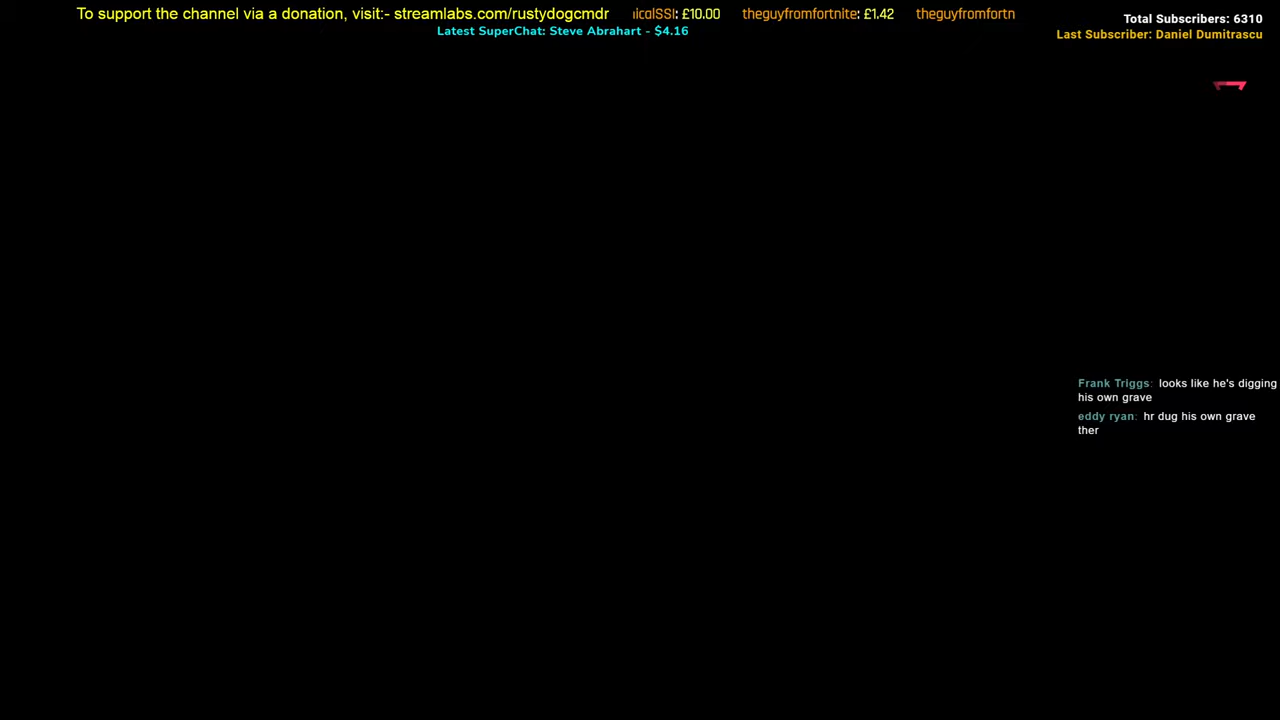 To support the channel via a donation, visit:- streamlabs.com/rustydogcmdr
icalSSI: £10.00 theguyfromfortnite: £1.42 theguyfromfortn
Latest SuperChat: Steve Abrahart - $4.16
Total Subscribers: 6310
Last Subscriber: Daniel Dumitrascu
Frank Triggs: looks like he's digging
his own grave
eddy ryan: hr dug his own grave
ther